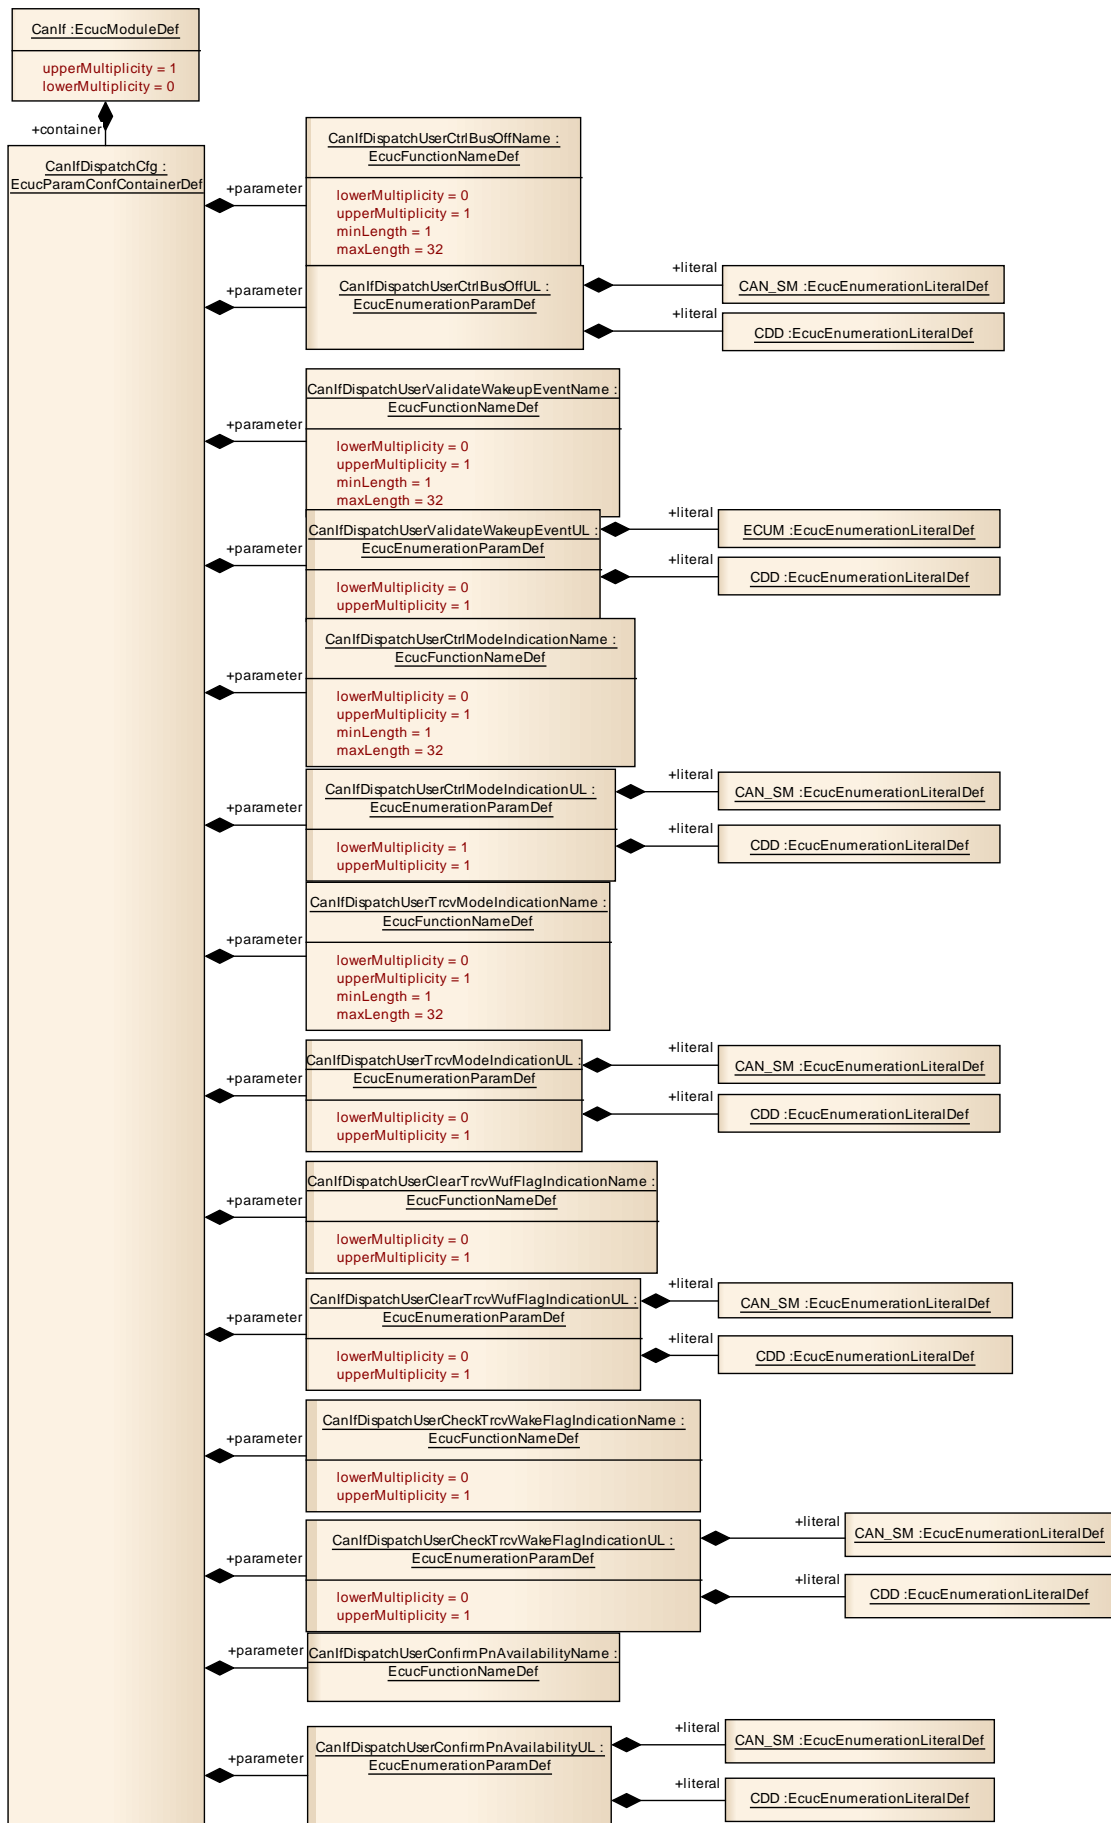 CanIf :EcucModuleDef
upperMultiplicity = 1
lowerMultiplicity = 0
+container
CanIfDispatchCfg :
EcucParamConfContainerDef
+parameter
CanIfDispatchUserCtrlBusOffName :
EcucFunctionNameDef
lowerMultiplicity = 0
upperMultiplicity = 1
minLength = 1
maxLength = 32
+parameter
CanIfDispatchUserCtrlBusOffUL :
EcucEnumerationParamDef
+literal
CAN_SM :EcucEnumerationLiteralDef
+literal
CDD :EcucEnumerationLiteralDef
+parameter
CanIfDispatchUserValidateWakeupEventName :
EcucFunctionNameDef
lowerMultiplicity = 0
upperMultiplicity = 1
minLength = 1
maxLength = 32
+parameter
CanIfDispatchUserValidateWakeupEventUL :
EcucEnumerationParamDef
lowerMultiplicity = 0
upperMultiplicity = 1
+literal
ECUM :EcucEnumerationLiteralDef
+literal
CDD :EcucEnumerationLiteralDef
+parameter
CanIfDispatchUserCtrlModeIndicationName :
EcucFunctionNameDef
lowerMultiplicity = 0
upperMultiplicity = 1
minLength = 1
maxLength = 32
+parameter
CanIfDispatchUserCtrlModeIndicationUL :
EcucEnumerationParamDef
lowerMultiplicity = 1
upperMultiplicity = 1
+literal
CAN_SM :EcucEnumerationLiteralDef
+literal
CDD :EcucEnumerationLiteralDef
+parameter
CanIfDispatchUserTrcvModeIndicationName :
EcucFunctionNameDef
lowerMultiplicity = 0
upperMultiplicity = 1
minLength = 1
maxLength = 32
+parameter
CanIfDispatchUserTrcvModeIndicationUL :
EcucEnumerationParamDef
lowerMultiplicity = 0
upperMultiplicity = 1
+literal
CAN_SM :EcucEnumerationLiteralDef
+literal
CDD :EcucEnumerationLiteralDef
+parameter
CanIfDispatchUserClearTrcvWufFlagIndicationName :
EcucFunctionNameDef
lowerMultiplicity = 0
upperMultiplicity = 1
+parameter
CanIfDispatchUserClearTrcvWufFlagIndicationUL :
EcucEnumerationParamDef
lowerMultiplicity = 0
upperMultiplicity = 1
+literal
CAN_SM :EcucEnumerationLiteralDef
+literal
CDD :EcucEnumerationLiteralDef
+parameter
CanIfDispatchUserCheckTrcvWakeFlagIndicationName :
EcucFunctionNameDef
lowerMultiplicity = 0
upperMultiplicity = 1
+parameter
CanIfDispatchUserCheckTrcvWakeFlagIndicationUL :
EcucEnumerationParamDef
lowerMultiplicity = 0
upperMultiplicity = 1
+literal
CAN_SM :EcucEnumerationLiteralDef
+literal
CDD :EcucEnumerationLiteralDef
+parameter
CanIfDispatchUserConfirmPnAvailabilityName :
EcucFunctionNameDef
+parameter
CanIfDispatchUserConfirmPnAvailabilityUL :
EcucEnumerationParamDef
+literal
CAN_SM :EcucEnumerationLiteralDef
+literal
CDD :EcucEnumerationLiteralDef